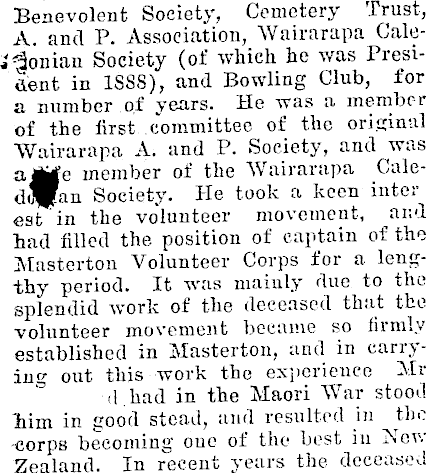 Benevolent Society, Cemetery Trust,
A. and P. Association, Wairarapa Cale-
donian Society (of which he was Presi-
dent in 1888), and Bowling Club, for
a number of years. He was a member
of the first committee of the original
Wairarapa A. and P. Society, and was
a member of the Wairarapa Cale-
Society. He took a keen inter
est in the volunteer movement, and
had filled the position of captain of the
Masterton Volunteer Corps for a leng-
thy period. It was mainly due to the
splendid work of the deceased that the
volunteer movement became so firmly
established in Masterton, and in carry-
ing out this work the experience Mr
had in the Maori War stood
him in good stead, and resulted in the
corps becoming one of the best in New
Zealand. In recent years the deceased